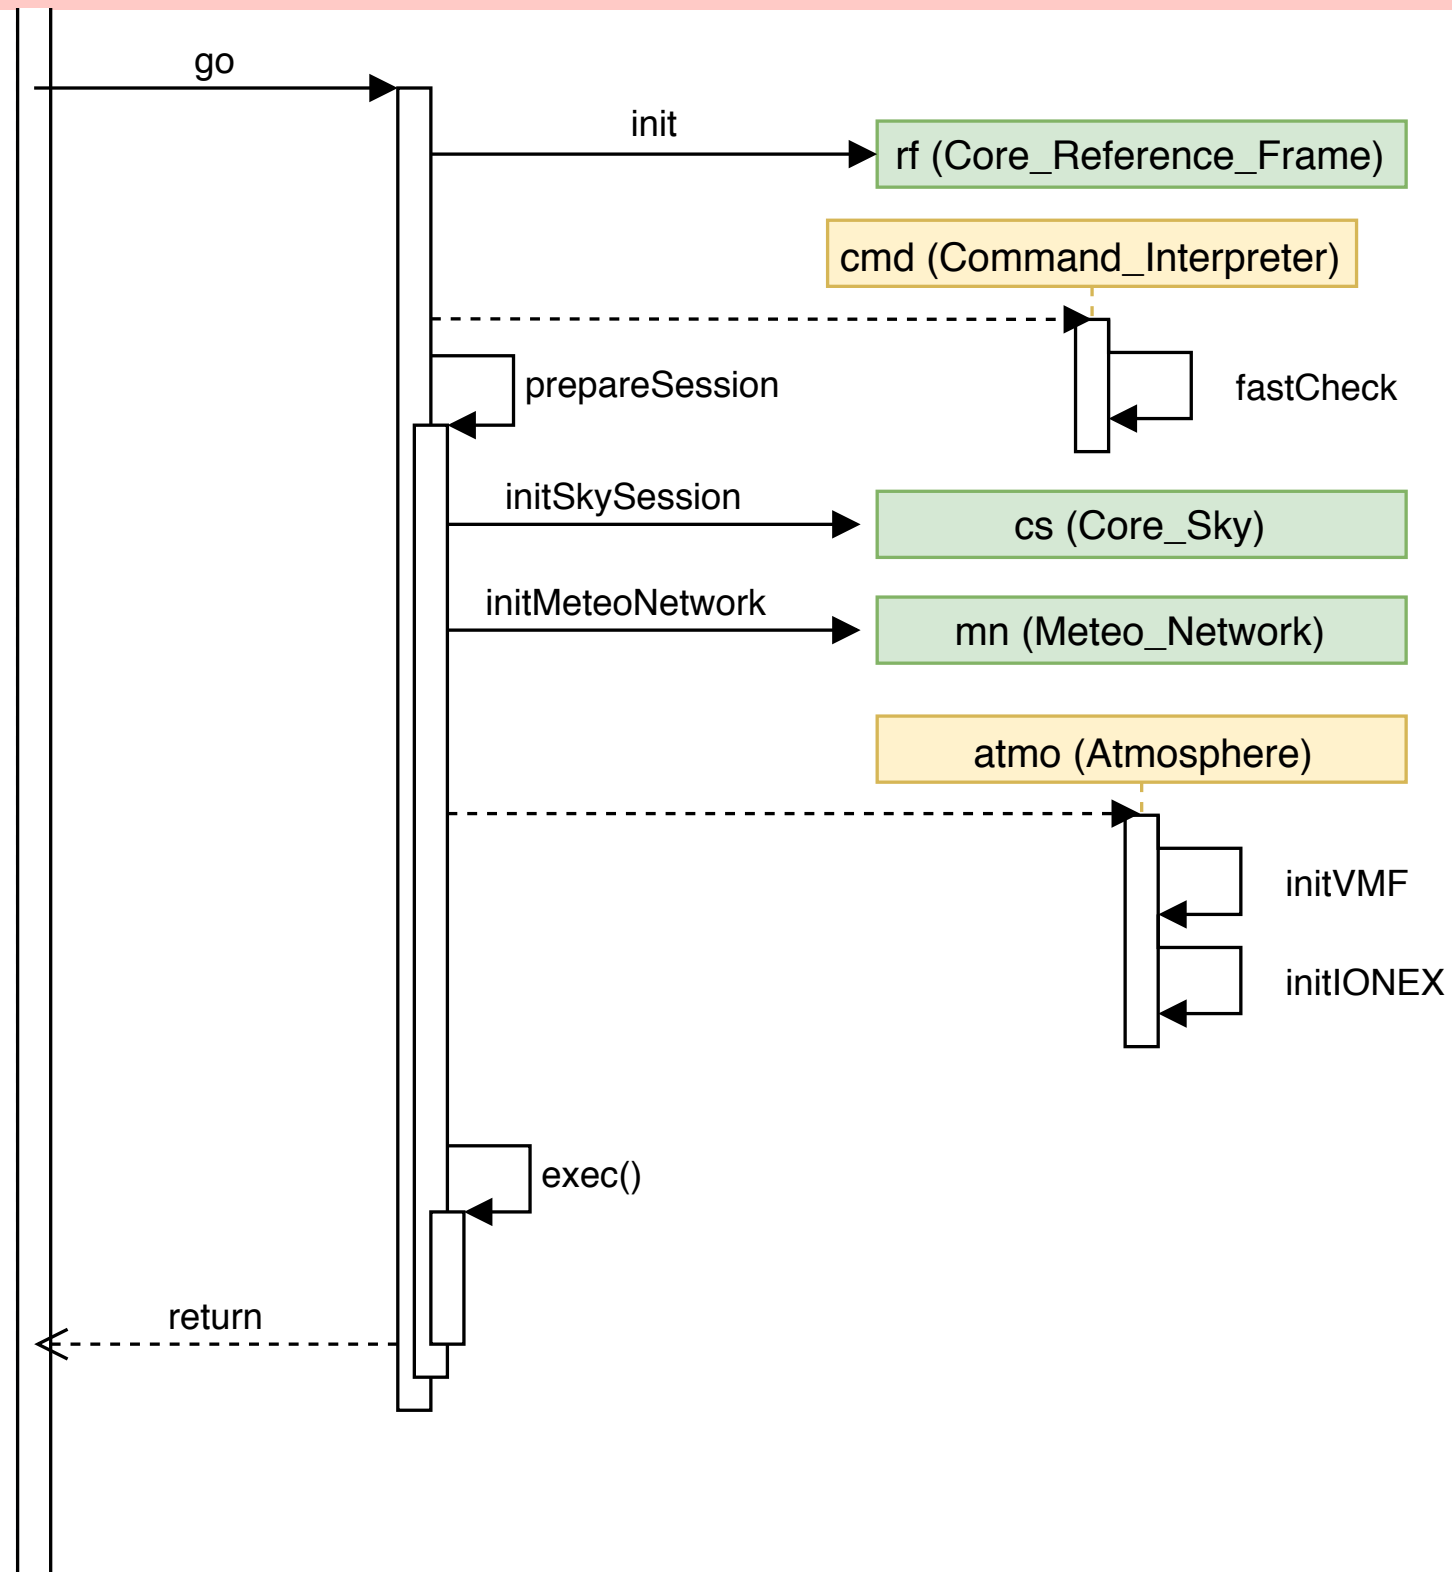 go
init
rf (Core_Reference_Frame)
cmd (Command_Interpreter)
prepareSession
fastCheck
initSkySession
cs (Core_Sky)
initMeteoNetwork
mn (Meteo_Network)
atmo (Atmosphere)
initVMF
initIONEX
exec()
return